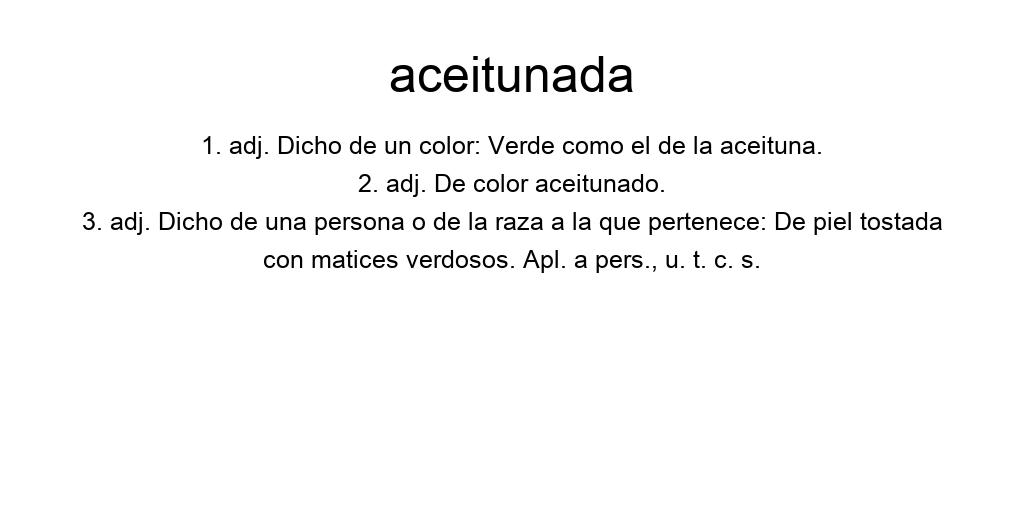 aceitunada
1. adj. Dicho de un color: Verde como el de la aceituna.
2. adj. De color aceitunado.
3. adj. Dicho de una persona o de la raza a la que pertenece: De piel tostada
con matices verdosos. Apl. a pers., u. t. c. s.